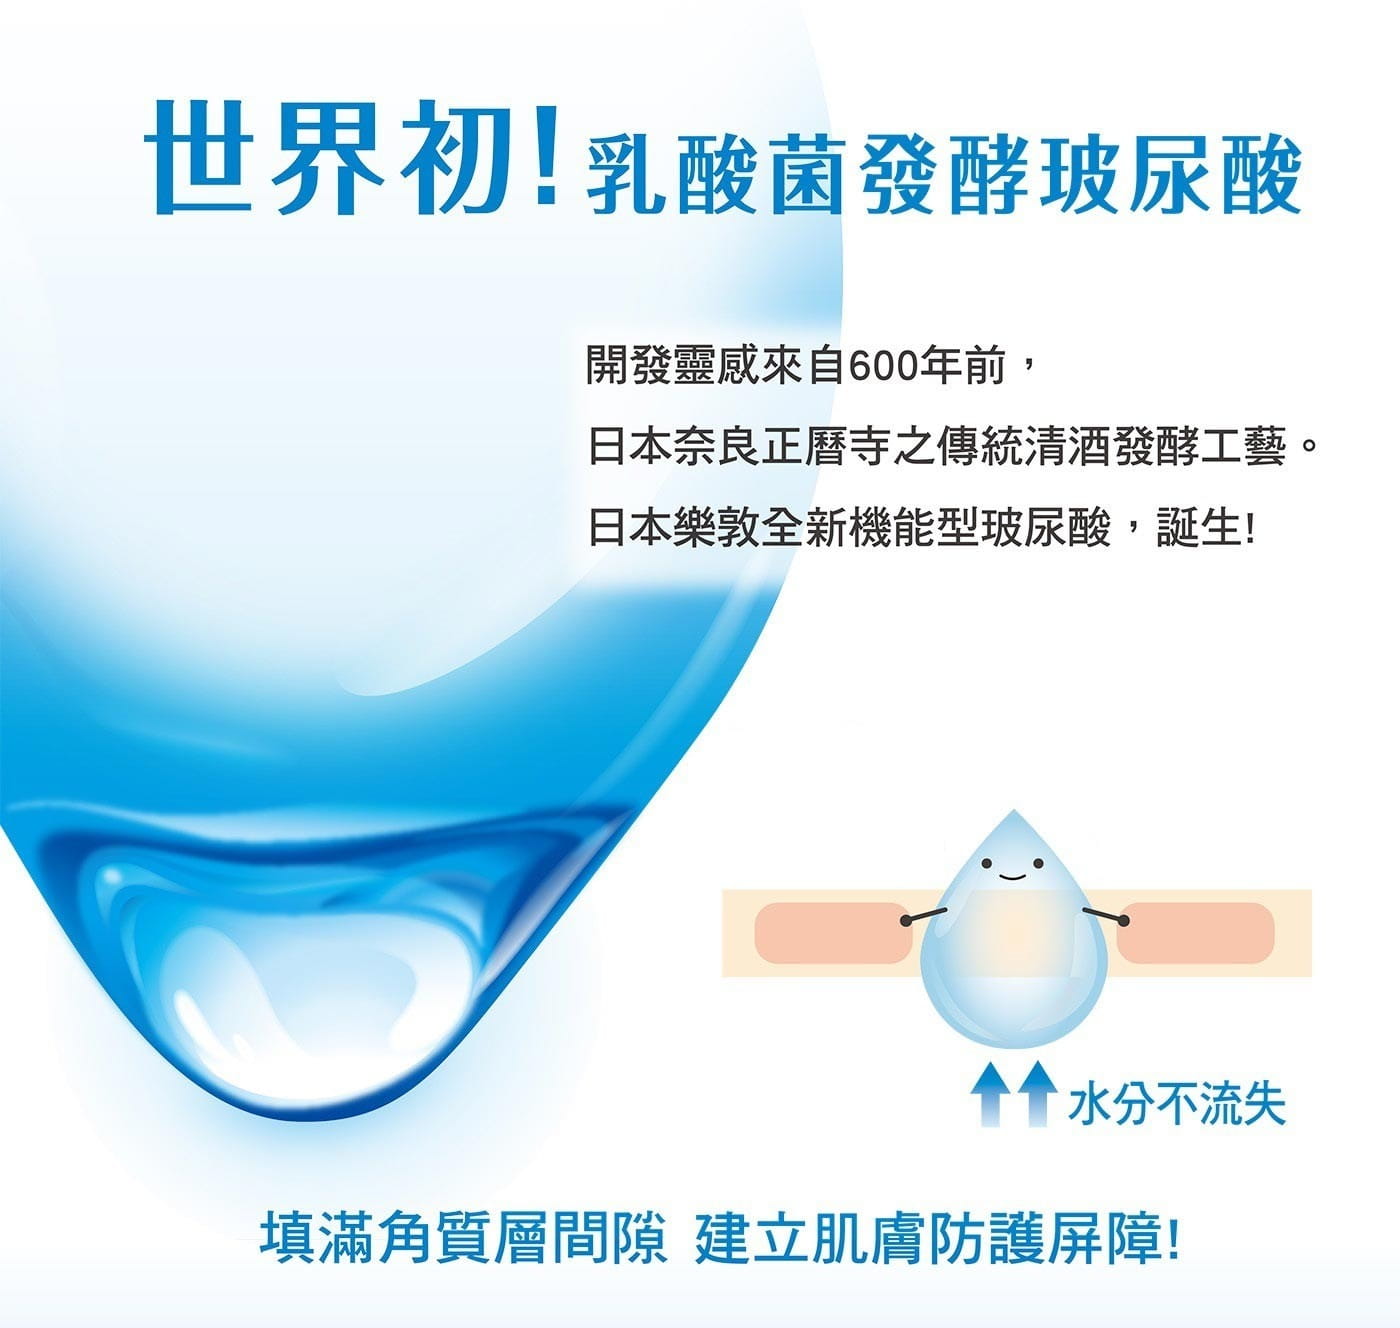 世界初!乳酸菌發酵玻尿酸
開發靈感來自600年前，
日本奈良正曆寺之傳統清酒發酵工藝。
日本樂敦全新機能型玻尿酸，誕生!
水分不流失
填滿角質層間隙 建立肌膚防護屏障!